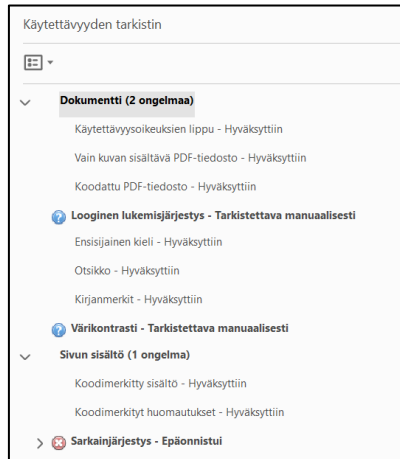 Käytettävyyden tarkistin
Dokumentti (2 ongelmaa)
Käytettävyysoikeuksien lippu - Hyväksyttiin
Vain kuvan sisältävä PDF-tiedosto - Hyväksyttiin
Koodattu PDF-tiedosto - Hyväksyttiin
Looginen lukemisjärjestys - Tarkistettava manuaalisesti
Ensisijainen kieli - Hyväksyttiin
Otsikko - Hyväksyttiin
Kirjanmerkit - Hyväksyttiin
Värikontrasti - Tarkistettava manuaalisesti
Sivun sisältö (1 ongelma)
Koodimerkitty sisältö - Hyväksyttiin
Koodimerkityt huomautukset - Hyväksyttiin
Sarkainjärjestys - Epäonnistui